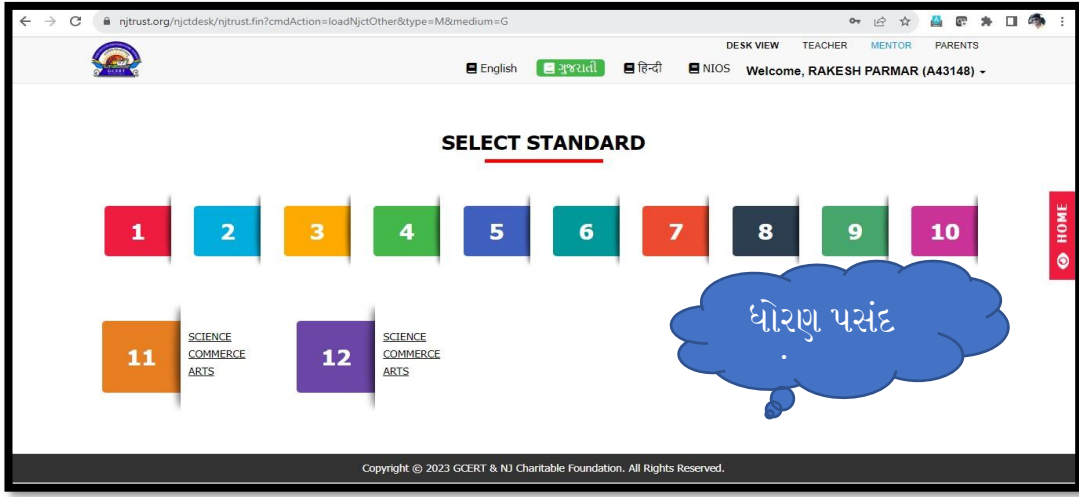 njtrust.org/njctdesk/njtrust.fin?cmdAction=loadNjctOther&type=M&medium=G
DESK VIEW TEACHER MENTOR PARENTS
GCERT
English ગુજરાતી हिन्दी NIOS Welcome, RAKESH PARMAR (A43148)
SELECT STANDARD
1 2 3 4 5 6 7 8 9 10
HOME
ધોરણ પસંદ
11 SCIENCE COMMERCE ARTS
12 SCIENCE COMMERCE ARTS
Copyright © 2023 GCERT & NJ Charitable Foundation. All Rights Reserved.